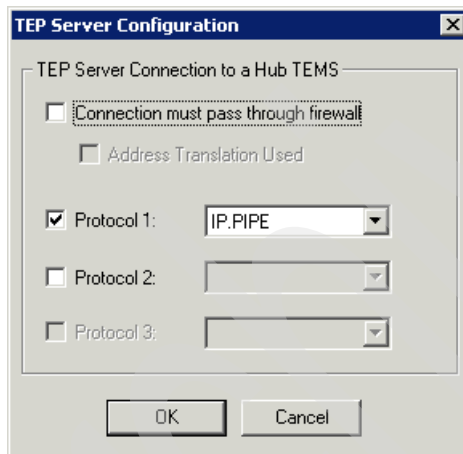 TEP Server Configuration
TEP Server Connection to a Hub TEMS
Connection must pass through firewall
Address Translation Used
Protocol 1: IP.PIPE
Protocol 2:
Protocol 3:
OK Cancel